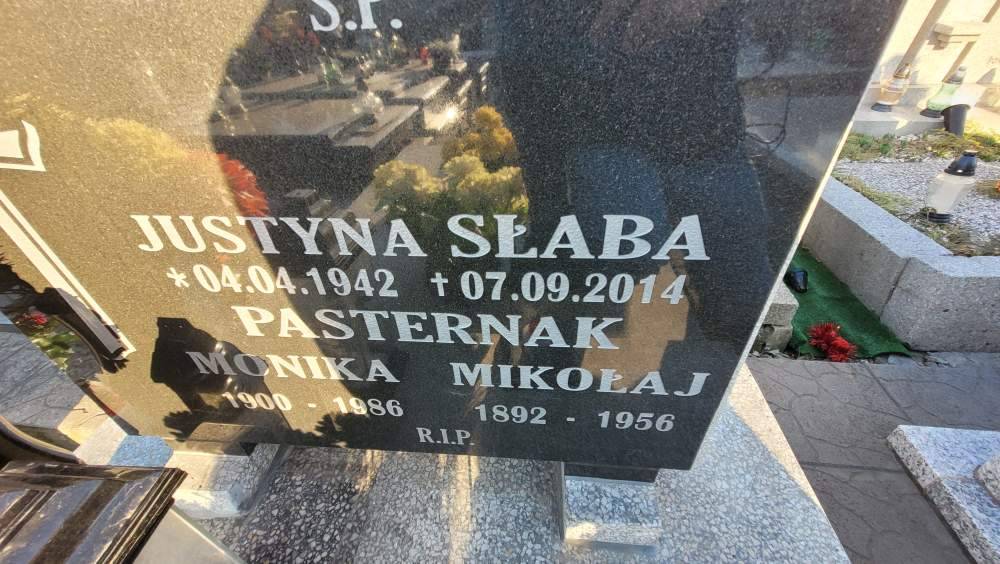 Ś.P.
JUSTYNA SŁABA
*04.04.1942 †07.09.2014
PASTERNAK
MONIKA MIKOŁAJ
1900 - 1986 1892 - 1956
R.I.P.